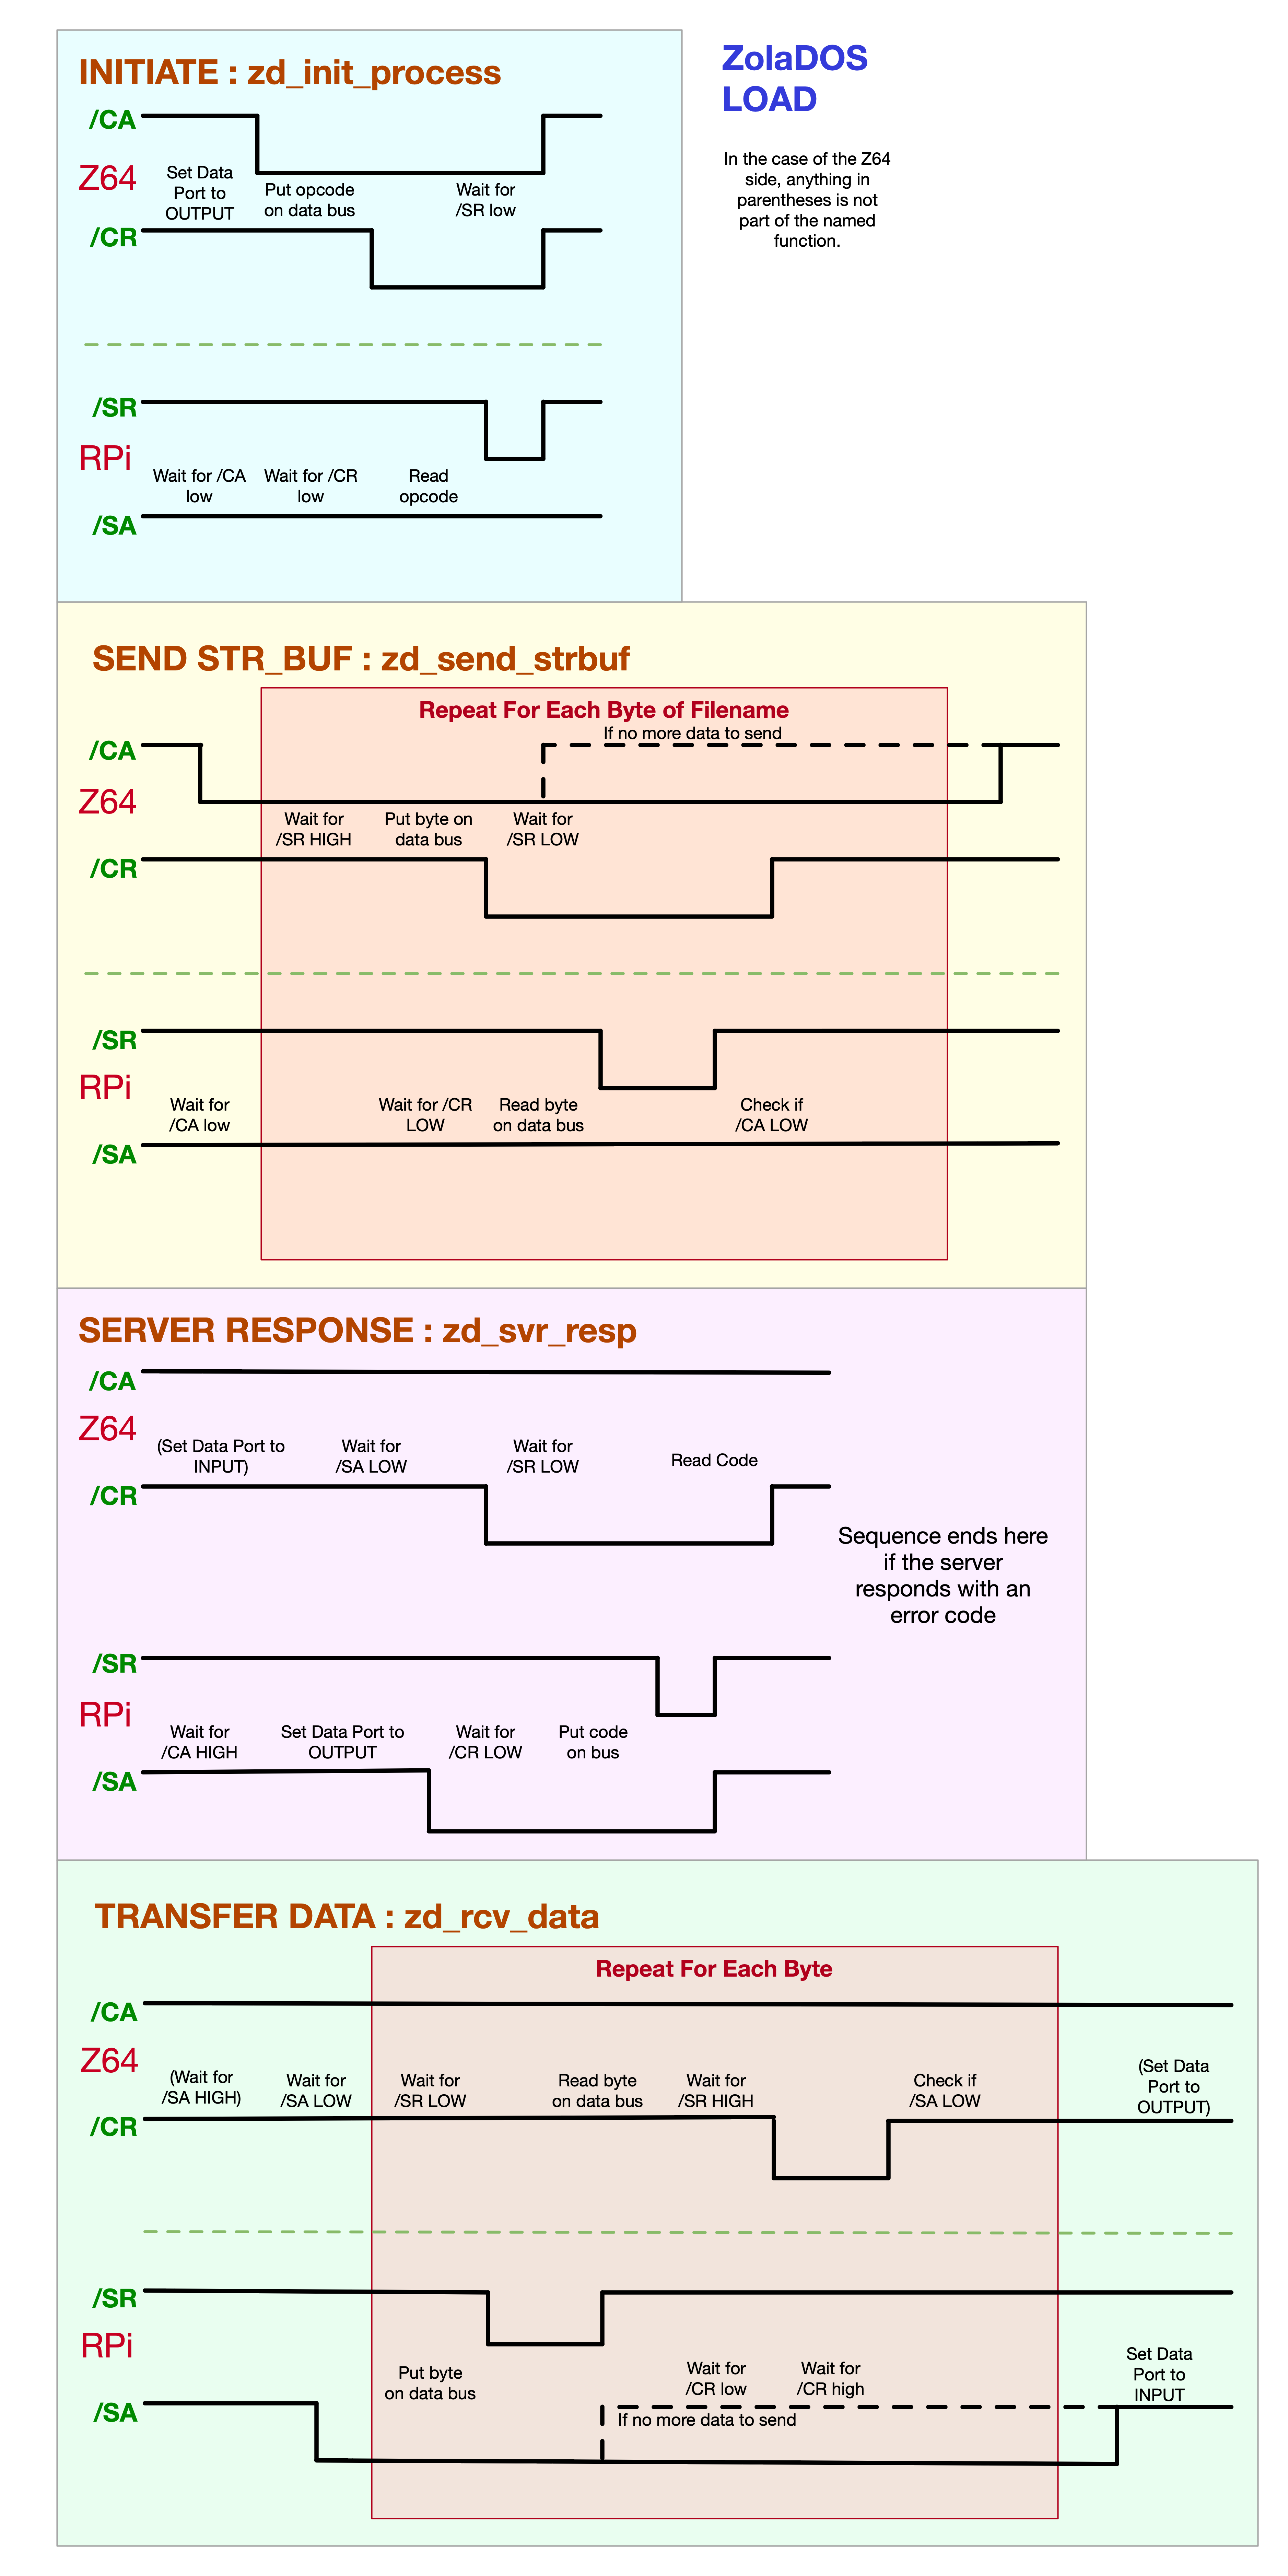 INITIATE : zd_init_process
/CA
Z64
Set Data
Port to
OUTPUT
Put opcode
on data bus
Wait for
/SR low
/CR
/SR
RPi
Wait for /CA
low
Wait for /CR
low
Read
opcode
/SA
ZolaDOS
LOAD
In the case of the Z64
side, anything in
parentheses is not
part of the named
function.
SEND STR_BUF : zd_send_strbuf
Repeat For Each Byte of Filename
If no more data to send
/CA
Z64
Wait for
/SR HIGH
Put byte on
data bus
Wait for
/SR LOW
/CR
/SR
RPi
Wait for
/CA low
Wait for /CR
LOW
Read byte
on data bus
Check if
/CA LOW
/SA
SERVER RESPONSE : zd_svr_resp
/CA
Z64
(Set Data Port to
INPUT)
Wait for
/SA LOW
Wait for
/SR LOW
Read Code
/CR
Sequence ends here
if the server
responds with an
error code
/SR
RPi
Wait for
/CA HIGH
Set Data Port to
OUTPUT
Wait for
/CR LOW
Put code
on bus
/SA
TRANSFER DATA : zd_rcv_data
Repeat For Each Byte
/CA
Z64
(Wait for
/SA HIGH)
Wait for
/SA LOW
Wait for
/SR LOW
Read byte
on data bus
Wait for
/SR HIGH
Check if
/SA LOW
(Set Data
Port to
OUTPUT)
/CR
/SR
RPi
Put byte
on data bus
Wait for
/CR low
Wait for
/CR high
Set Data
Port to
INPUT
/SA
If no more data to send